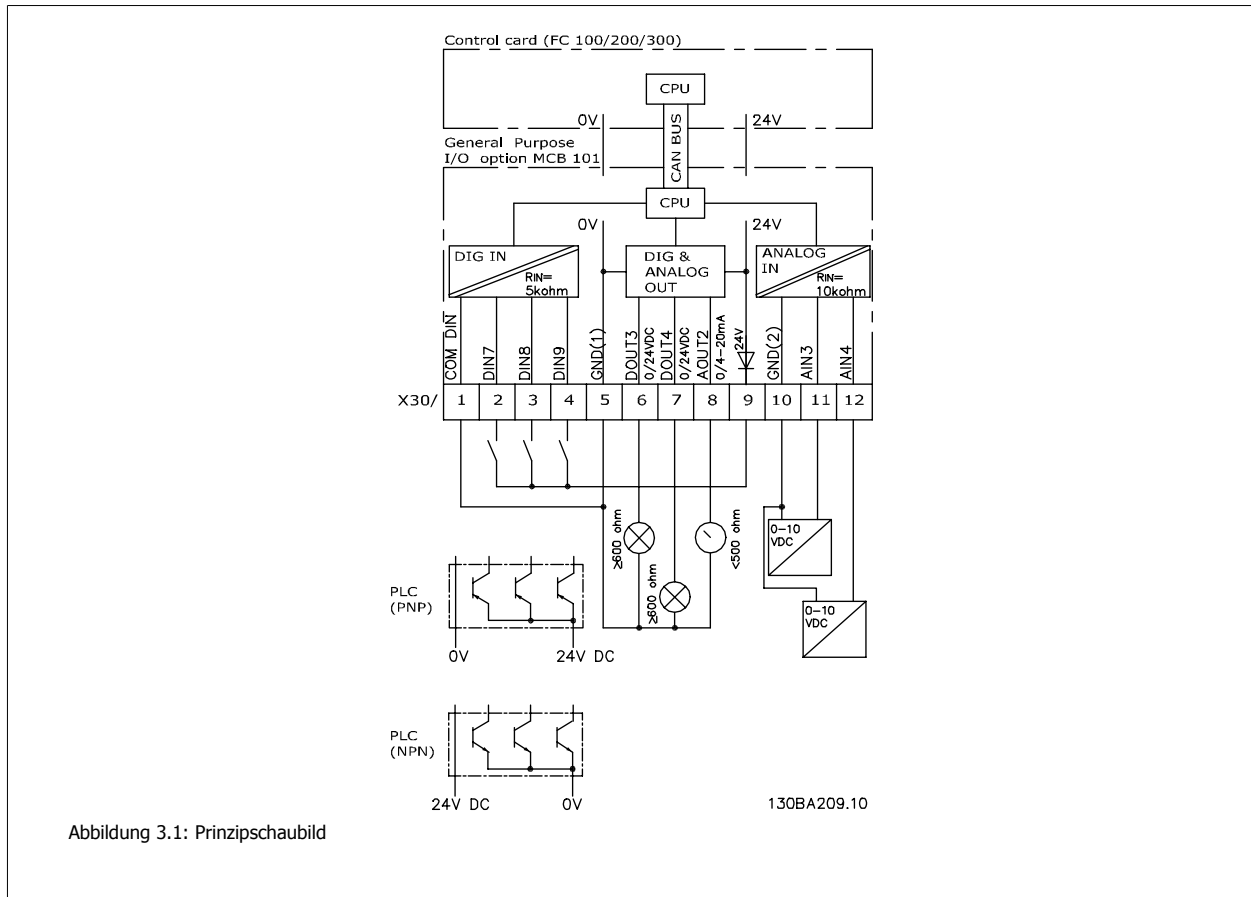 Control card (FC 100/200/300)
CPU
0V
24V
CAN BUS
General Purpose
I/O option MCB 101
CPU
0V
24V
DIG IN
RIN=
5kohm
DIG &
ANALOG
OUT
ANALOG
IN
RIN=
10kohm
COM DIN
DIN7
DIN8
DIN9
GND(1)
DOUT3
0/24VDC
DOUT4
0/24VDC
AOUT2
0/4-20mA
24V
GND(2)
AIN3
AIN4
X30/
1
2
3
4
5
6
7
8
9
10
11
12
≥600 ohm
≥600 ohm
<500 ohm
0-10
VDC
0-10
VDC
PLC
(PNP)
0V
24V DC
PLC
(NPN)
24V DC
0V
130BA209.10
Abbildung 3.1: Prinzipschaubild